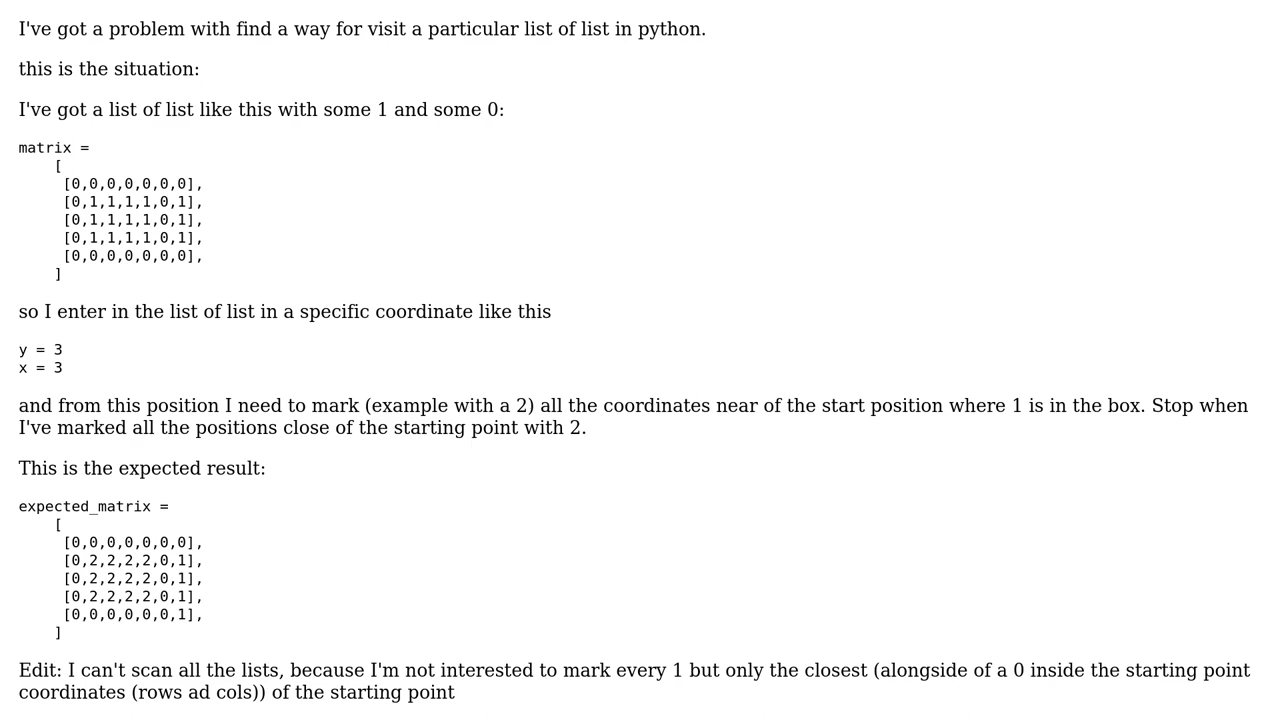 I've got a problem with find a way for visit a particular list of list in python.
this is the situation:
I've got a list of list like this with some 1 and some 0:
matrix =
    [
     [0,0,0,0,0,0,0],
     [0,1,1,1,1,0,1],
     [0,1,1,1,1,0,1],
     [0,1,1,1,1,0,1],
     [0,0,0,0,0,0,0],
    ]
so I enter in the list of list in a specific coordinate like this
y = 3
x = 3
and from this position I need to mark (example with a 2) all the coordinates near of the start position where 1 is in the box. Stop when
I've marked all the positions close of the starting point with 2.
This is the expected result:
expected_matrix =
    [
     [0,0,0,0,0,0,0],
     [0,2,2,2,2,0,1],
     [0,2,2,2,2,0,1],
     [0,2,2,2,2,0,1],
     [0,0,0,0,0,0,1],
    ]
Edit: I can't scan all the lists, because I'm not interested to mark every 1 but only the closest (alongside of a 0 inside the starting point
coordinates (rows ad cols)) of the starting point